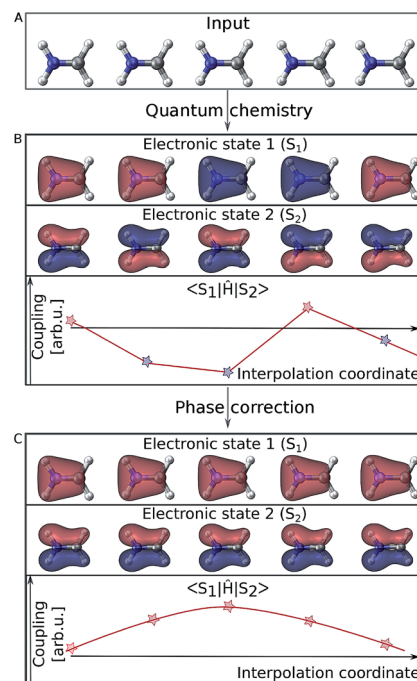 A
Input
Quantum chemistry
B
Electronic state 1 (S₁)
Electronic state 2 (S₂)
<S₁|Ĥ|S₂>
Coupling
[arb.u.]
Interpolation coordinate
Phase correction
C
Electronic state 1 (S₁)
Electronic state 2 (S₂)
<S₁|Ĥ|S₂>
Coupling
[arb.u.]
Interpolation coordinate